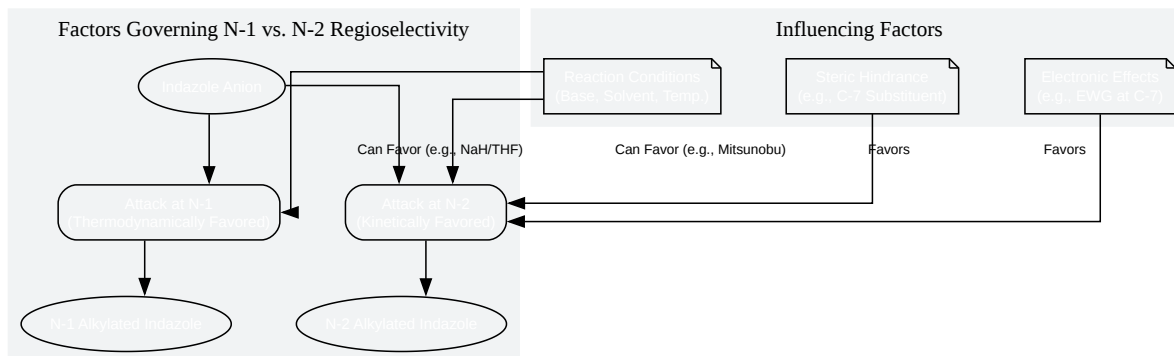 Factors Governing N-1 vs. N-2 Regioselectivity
Influencing Factors
Indazole Anion
Reaction Conditions
(Base, Solvent, Temp.)
Steric Hindrance
(e.g., C-7 Substituent)
Electronic Effects
(e.g., EWG at C-7)
Can Favor (e.g., NaH/THF)
Can Favor (e.g., Mitsunobu)
Favors
Favors
Attack at N-1
(Thermodynamically Favored)
Attack at N-2
(Kinetically Favored)
N-1 Alkylated Indazole
N-2 Alkylated Indazole